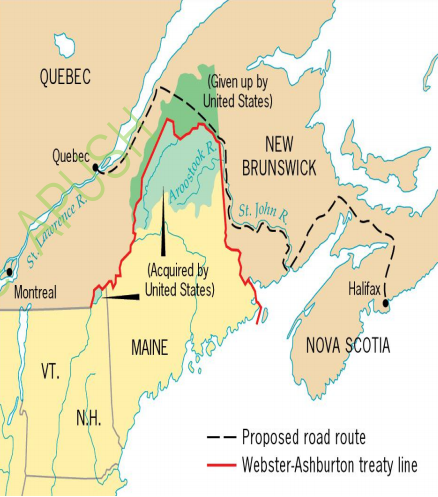 QUEBEC
(Given up by
United States)
APUSH
Quebec
NEW
BRUNSWICK
Aroostook R.
St. John R.
St. Lawrence R.
(Acquired by
United States)
Montreal
Halifax
MAINE
NOVA SCOTIA
VT.
N.H.
Proposed road route
Webster-Ashburton treaty line